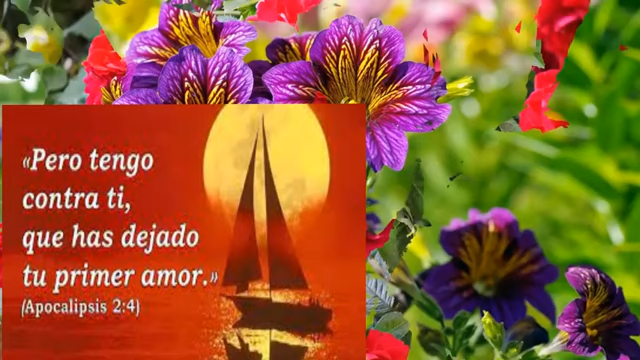 «Pero tengo
contra ti,
que has dejado
tu primer amor.»
(Apocalipsis 2:4)